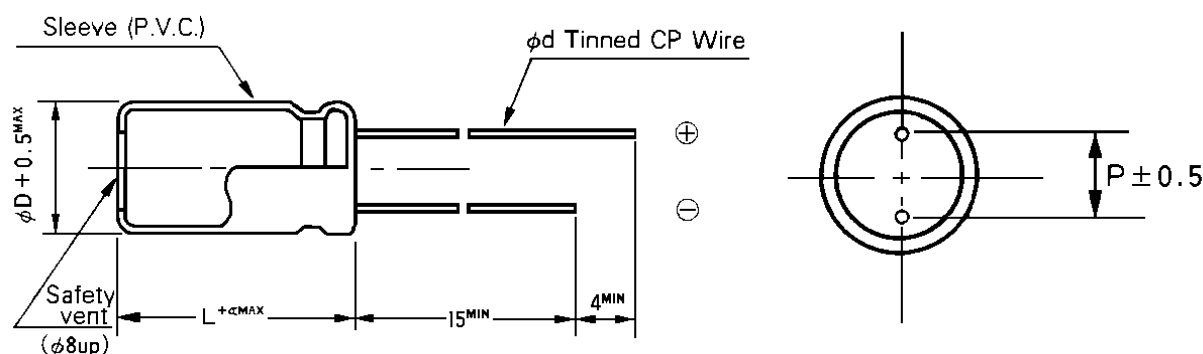 Sleeve (P.V.C.)
φd Tinned CP Wire
φD+0.5MAX
⊕
P±0.5
⊖
Safety
vent
(φ8up)
L+αMAX
15MIN
4MIN